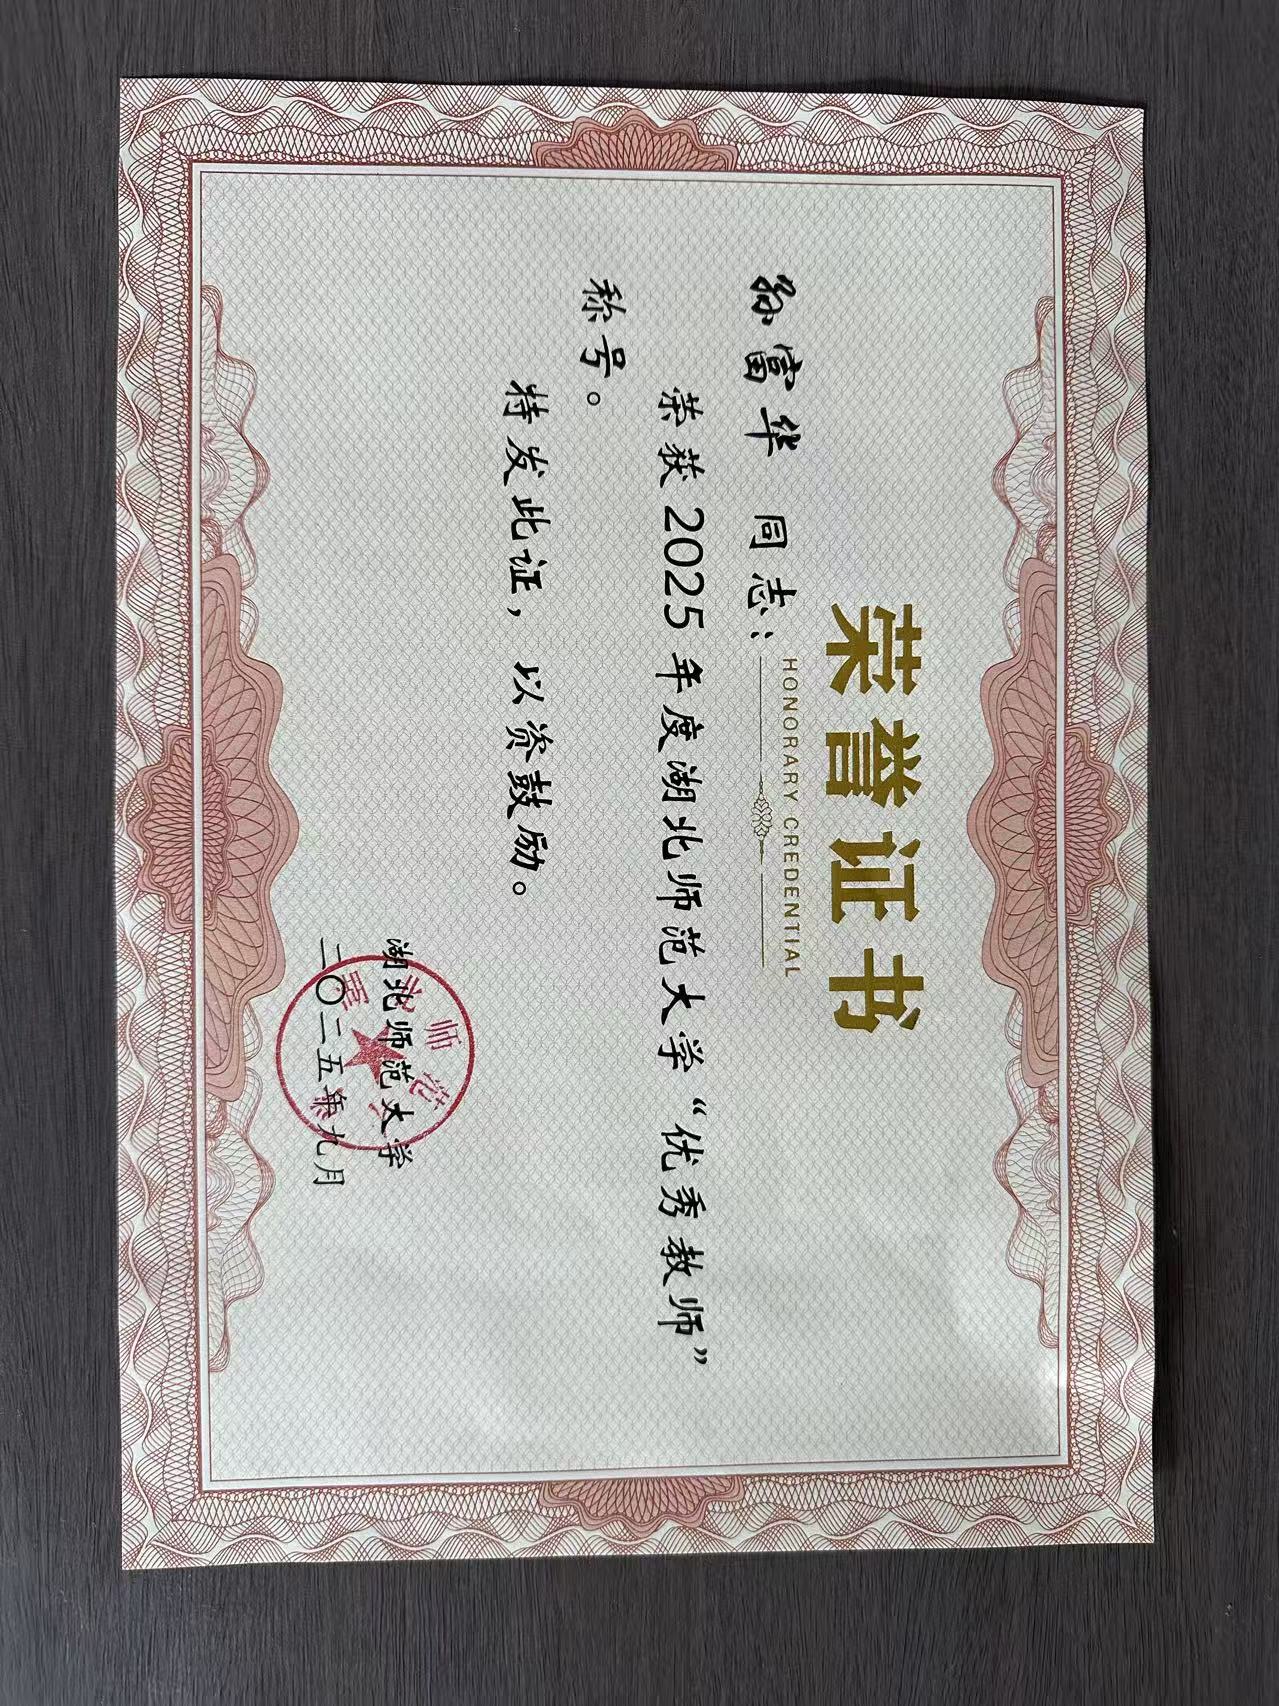 荣誉证书
HONORARY CREDENTIAL
孙富华 同志：
荣获2025年度湖北师范大学“优秀教师”
称号。
特发此证，以资鼓励。
湖北师范大学
二〇二五年九月